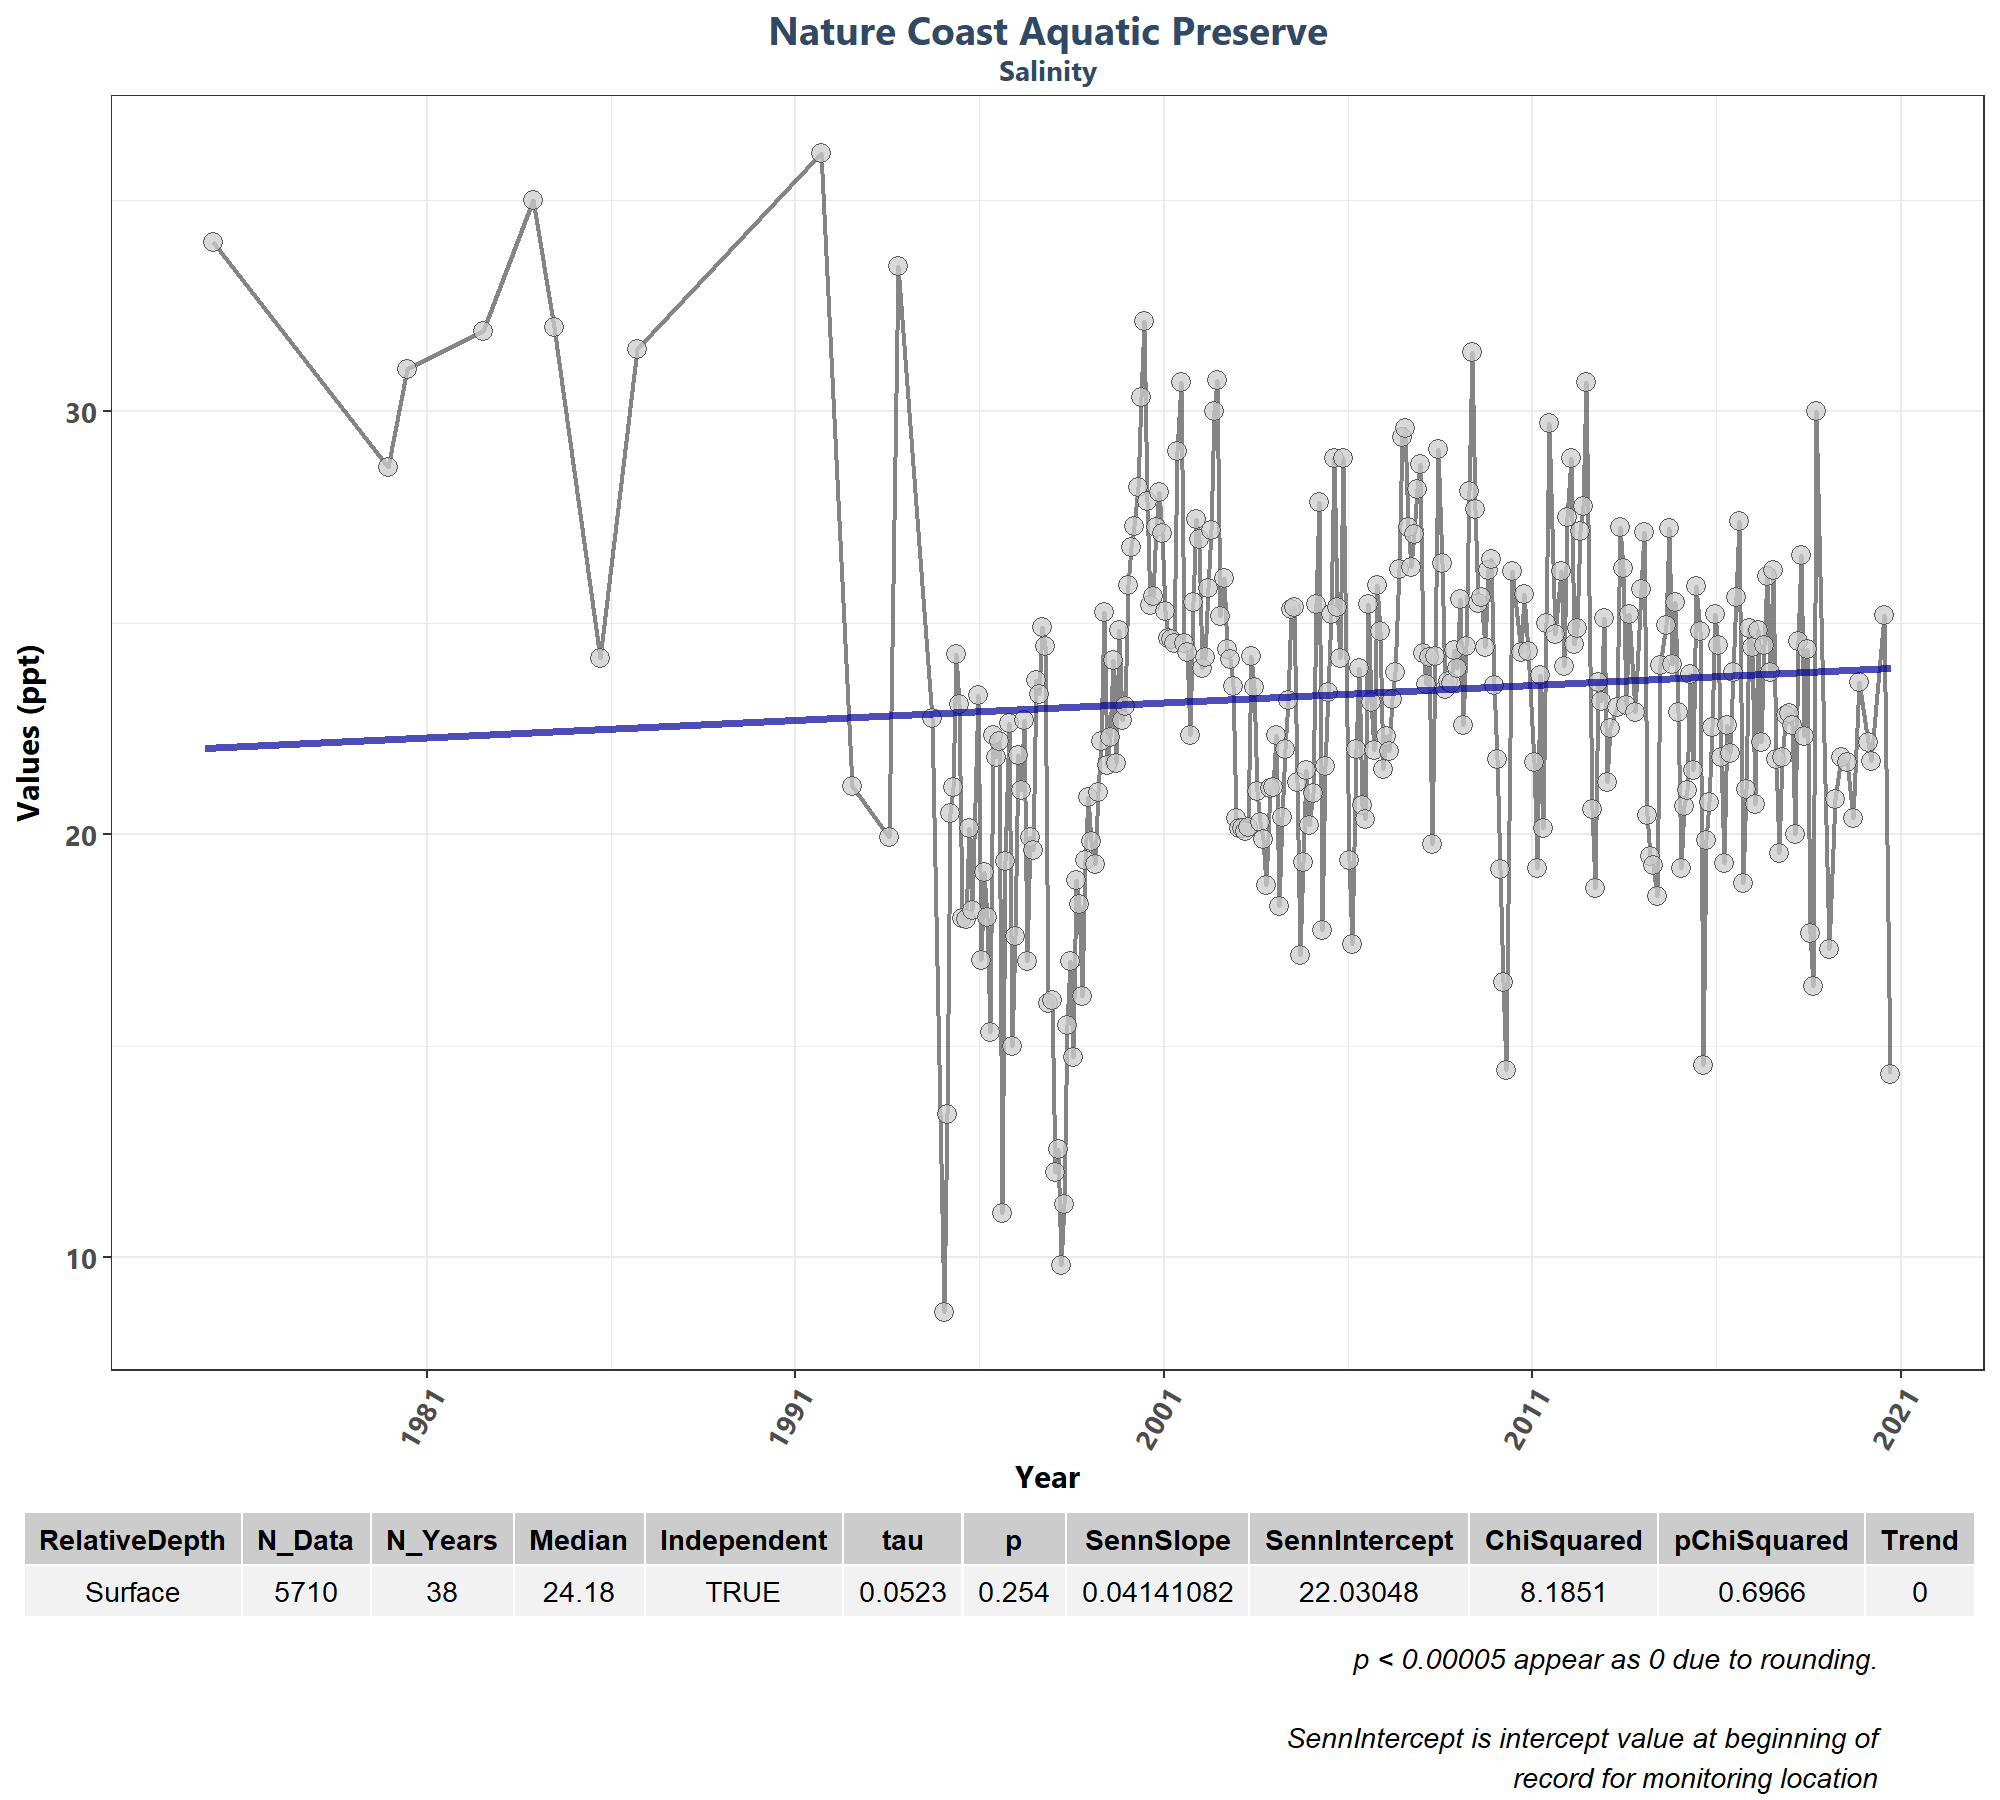 Nature Coast Aquatic Preserve
Salinity
Values (ppt)
30
20
10
1981
1991
2001
2011
2021
Year
RelativeDepth N_Data N_Years Median Independent tau p SennSlope SennIntercept ChiSquared pChiSquared Trend
Surface 5710 38 24.18 TRUE 0.0523 0.254 0.04141082 22.03048 8.1851 0.6966 0
p < 0.00005 appear as 0 due to rounding.
SennIntercept is intercept value at beginning of
record for monitoring location